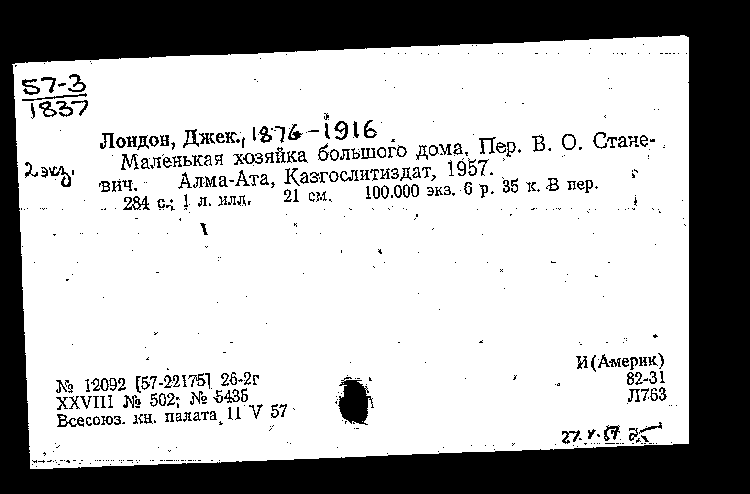 57-3
1837
Лондон, Джек., 1876-1916.
2 экз.
Маленькая хозяйка большого дома. Пер. В. О. Стане-
вич. Алма-Ата, Казгослитиздат, 1957.
284 с.; 1 л. илл. 21 см. 100.000 экз. 6 р. 35 к. В пер.
№ 12092 [57-22175] 26-2г
XXVIII № 502; № 5435
Всесоюз. кн. палата 11 V 57
И(Америк)
82-31
Л763
27.V.57